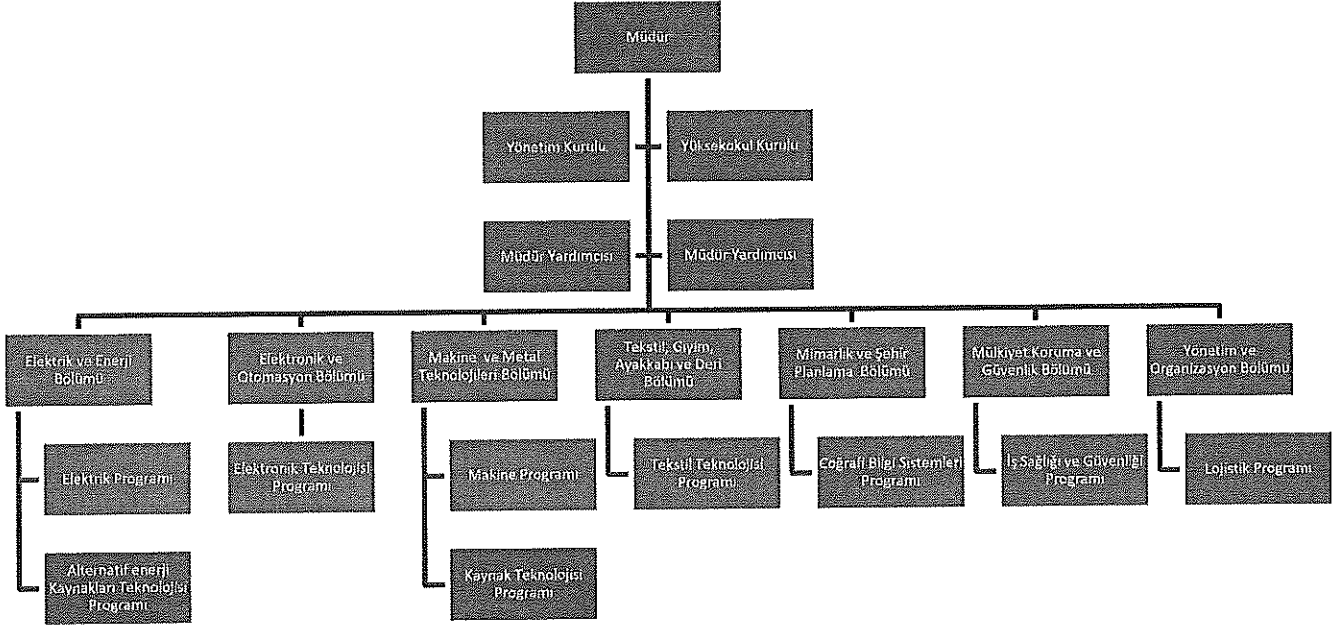 Müdür
Yönetim Kurulu
Yüksekokul Kurulu
Müdür Yardımcısı
Müdür Yardımcısı
Elektrik ve Enerji
Bölümü
Elektronik ve
Otomasyon Bölümü
Makine ve Metal
Teknolojileri Bölümü
Tekstil, Giyim,
Ayakkabı ve Deri
Bölümü
Mimarlık ve Şehir
Planlama Bölümü
Mülkiyet Koruma ve
Güvenlik Bölümü
Yönetim ve
Organizasyon Bölümü
Elektrik Programı
Elektronik Teknolojisi
Programı
Makine Programı
Tekstil Teknolojisi
Programı
Coğrafi Bilgi Sistemleri
Programı
İş Sağlığı ve Güvenliği
Programı
Lojistik Programı
Alternatif enerji
Kaynakları Teknolojisi
Programı
Kaynak Teknolojisi
Programı